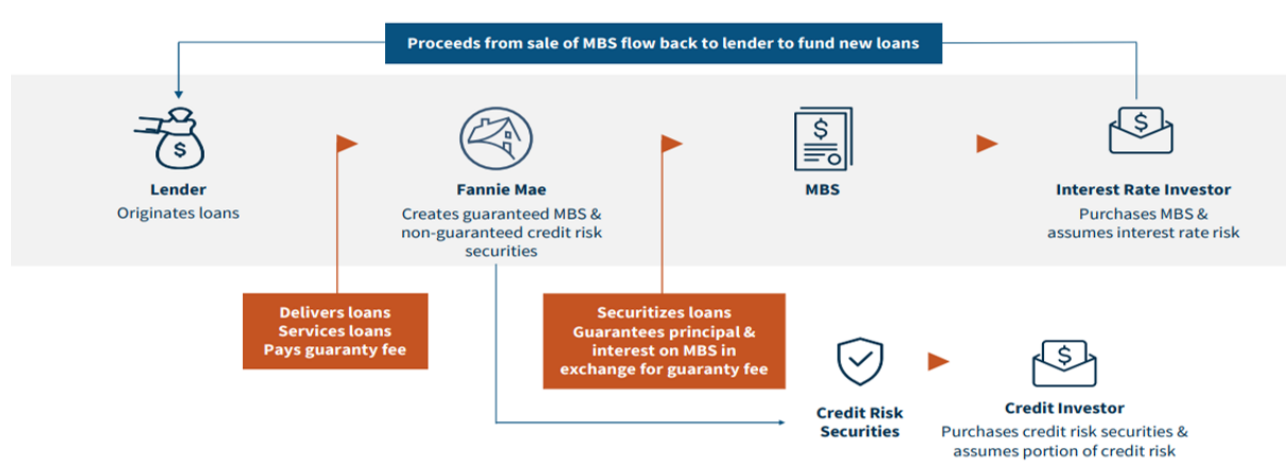 Proceeds from sale of MBS flow back to lender to fund new loans
$
$
$
Lender
Originates loans
Fannie Mae
Creates guaranteed MBS &
non-guaranteed credit risk
securities
MBS
Interest Rate Investor
Purchases MBS &
assumes interest rate risk
Delivers loans
Services loans
Pays guaranty fee
Securitizes loans
Guarantees principal &
interest on MBS in
exchange for guaranty fee
$
Credit Risk
Securities
Credit Investor
Purchases credit risk securities &
assumes portion of credit risk